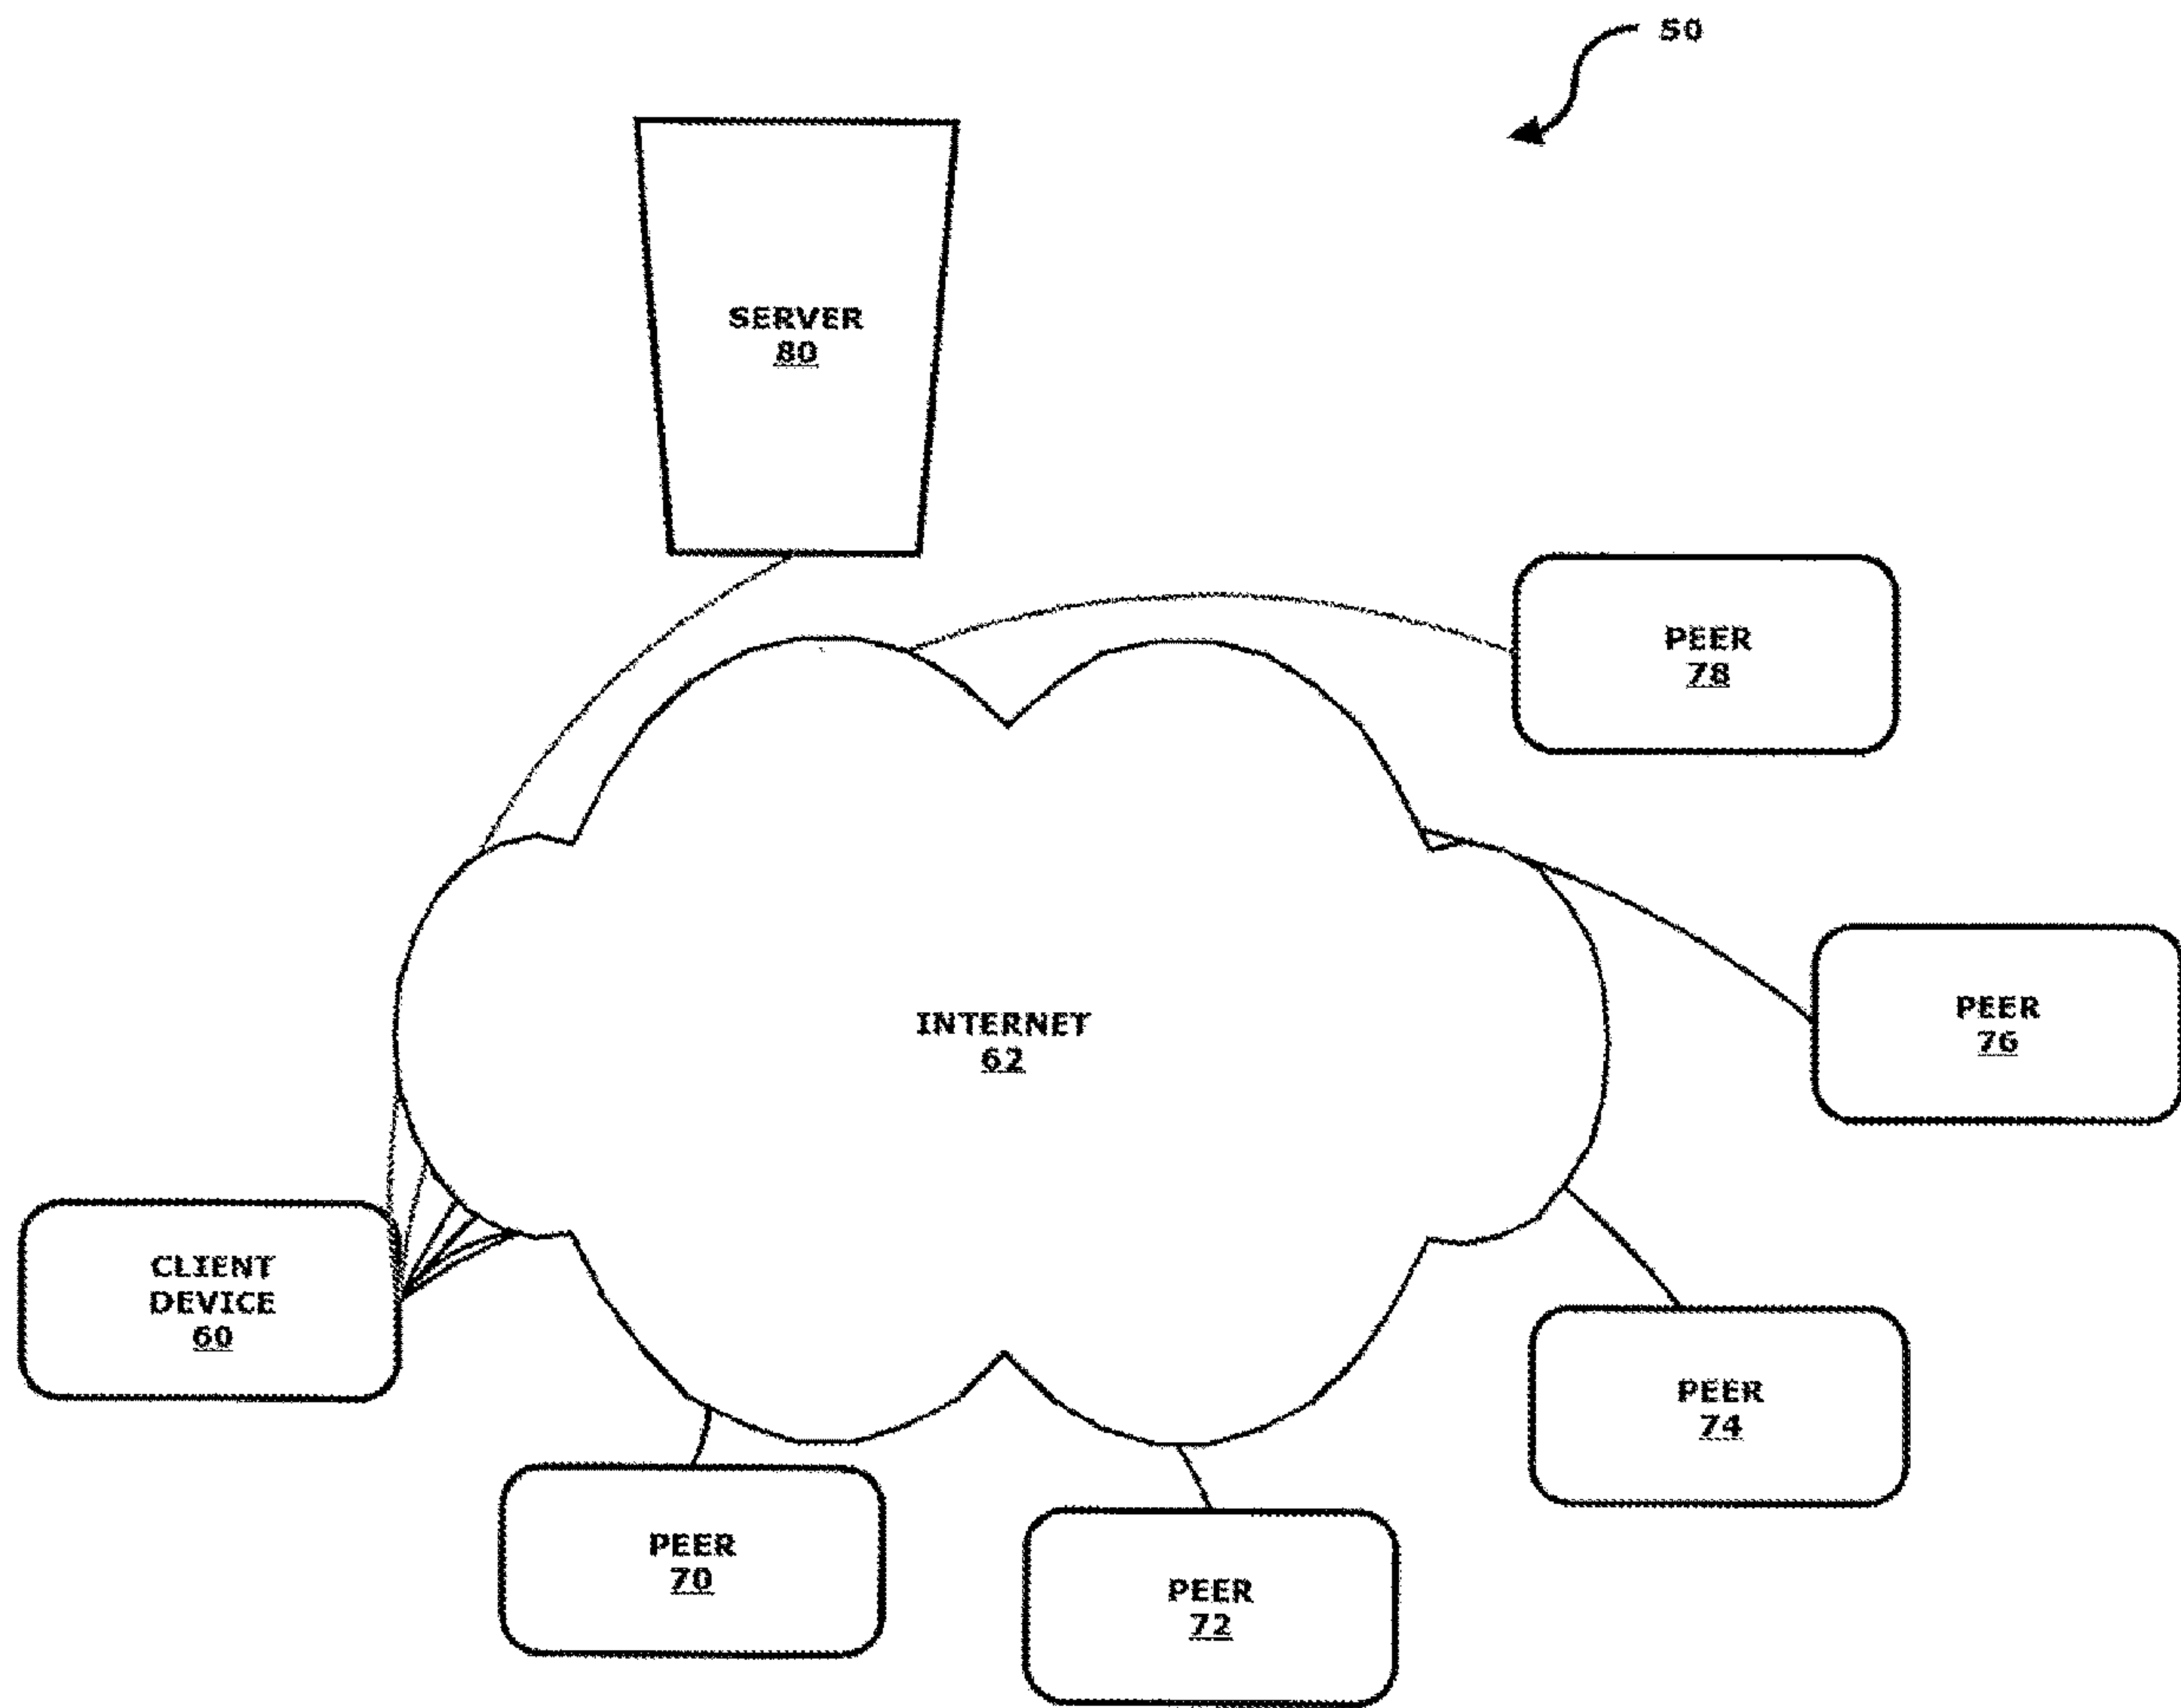 50
SERVER
80
PEER
78
INTERNET
62
PEER
76
CLIENT
DEVICE
60
PEER
74
PEER
70
PEER
72